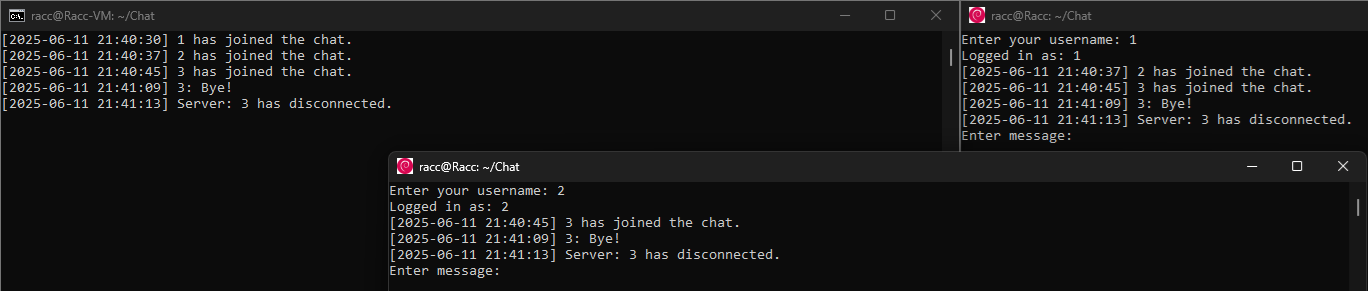 racc@Racc-VM: ~/Chat
[2025-06-11 21:40:30] 1 has joined the chat.
[2025-06-11 21:40:37] 2 has joined the chat.
[2025-06-11 21:40:45] 3 has joined the chat.
[2025-06-11 21:41:09] 3: Bye!
[2025-06-11 21:41:13] Server: 3 has disconnected.
racc@Racc: ~/Chat
Enter your username: 1
Logged in as: 1
[2025-06-11 21:40:37] 2 has joined the chat.
[2025-06-11 21:40:45] 3 has joined the chat.
[2025-06-11 21:41:09] 3: Bye!
[2025-06-11 21:41:13] Server: 3 has disconnected.
Enter message:
racc@Racc: ~/Chat
Enter your username: 2
Logged in as: 2
[2025-06-11 21:40:45] 3 has joined the chat.
[2025-06-11 21:41:09] 3: Bye!
[2025-06-11 21:41:13] Server: 3 has disconnected.
Enter message: